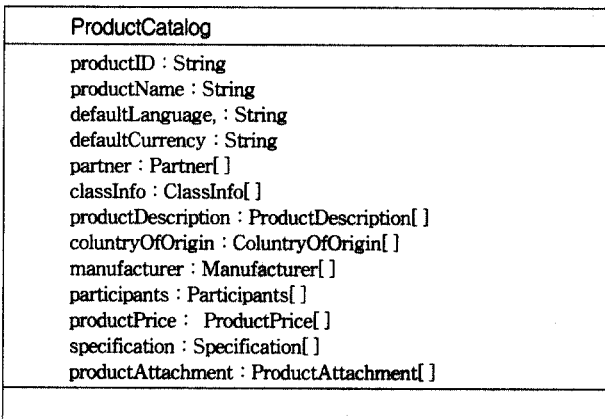 ProductCatalog
productID : String
productName : String
defaultLanguage, : String
defaultCurrency : String
partner : Partner[ ]
classInfo : ClassInfo[ ]
productDescription : ProductDescription[ ]
coluntryOfOrigin : ColuntryOfOrigin[ ]
manufacturer : Manufacturer[ ]
participants : Participants[ ]
productPrice : ProductPrice[ ]
specification : Specification[ ]
productAttachment : ProductAttachment[ ]